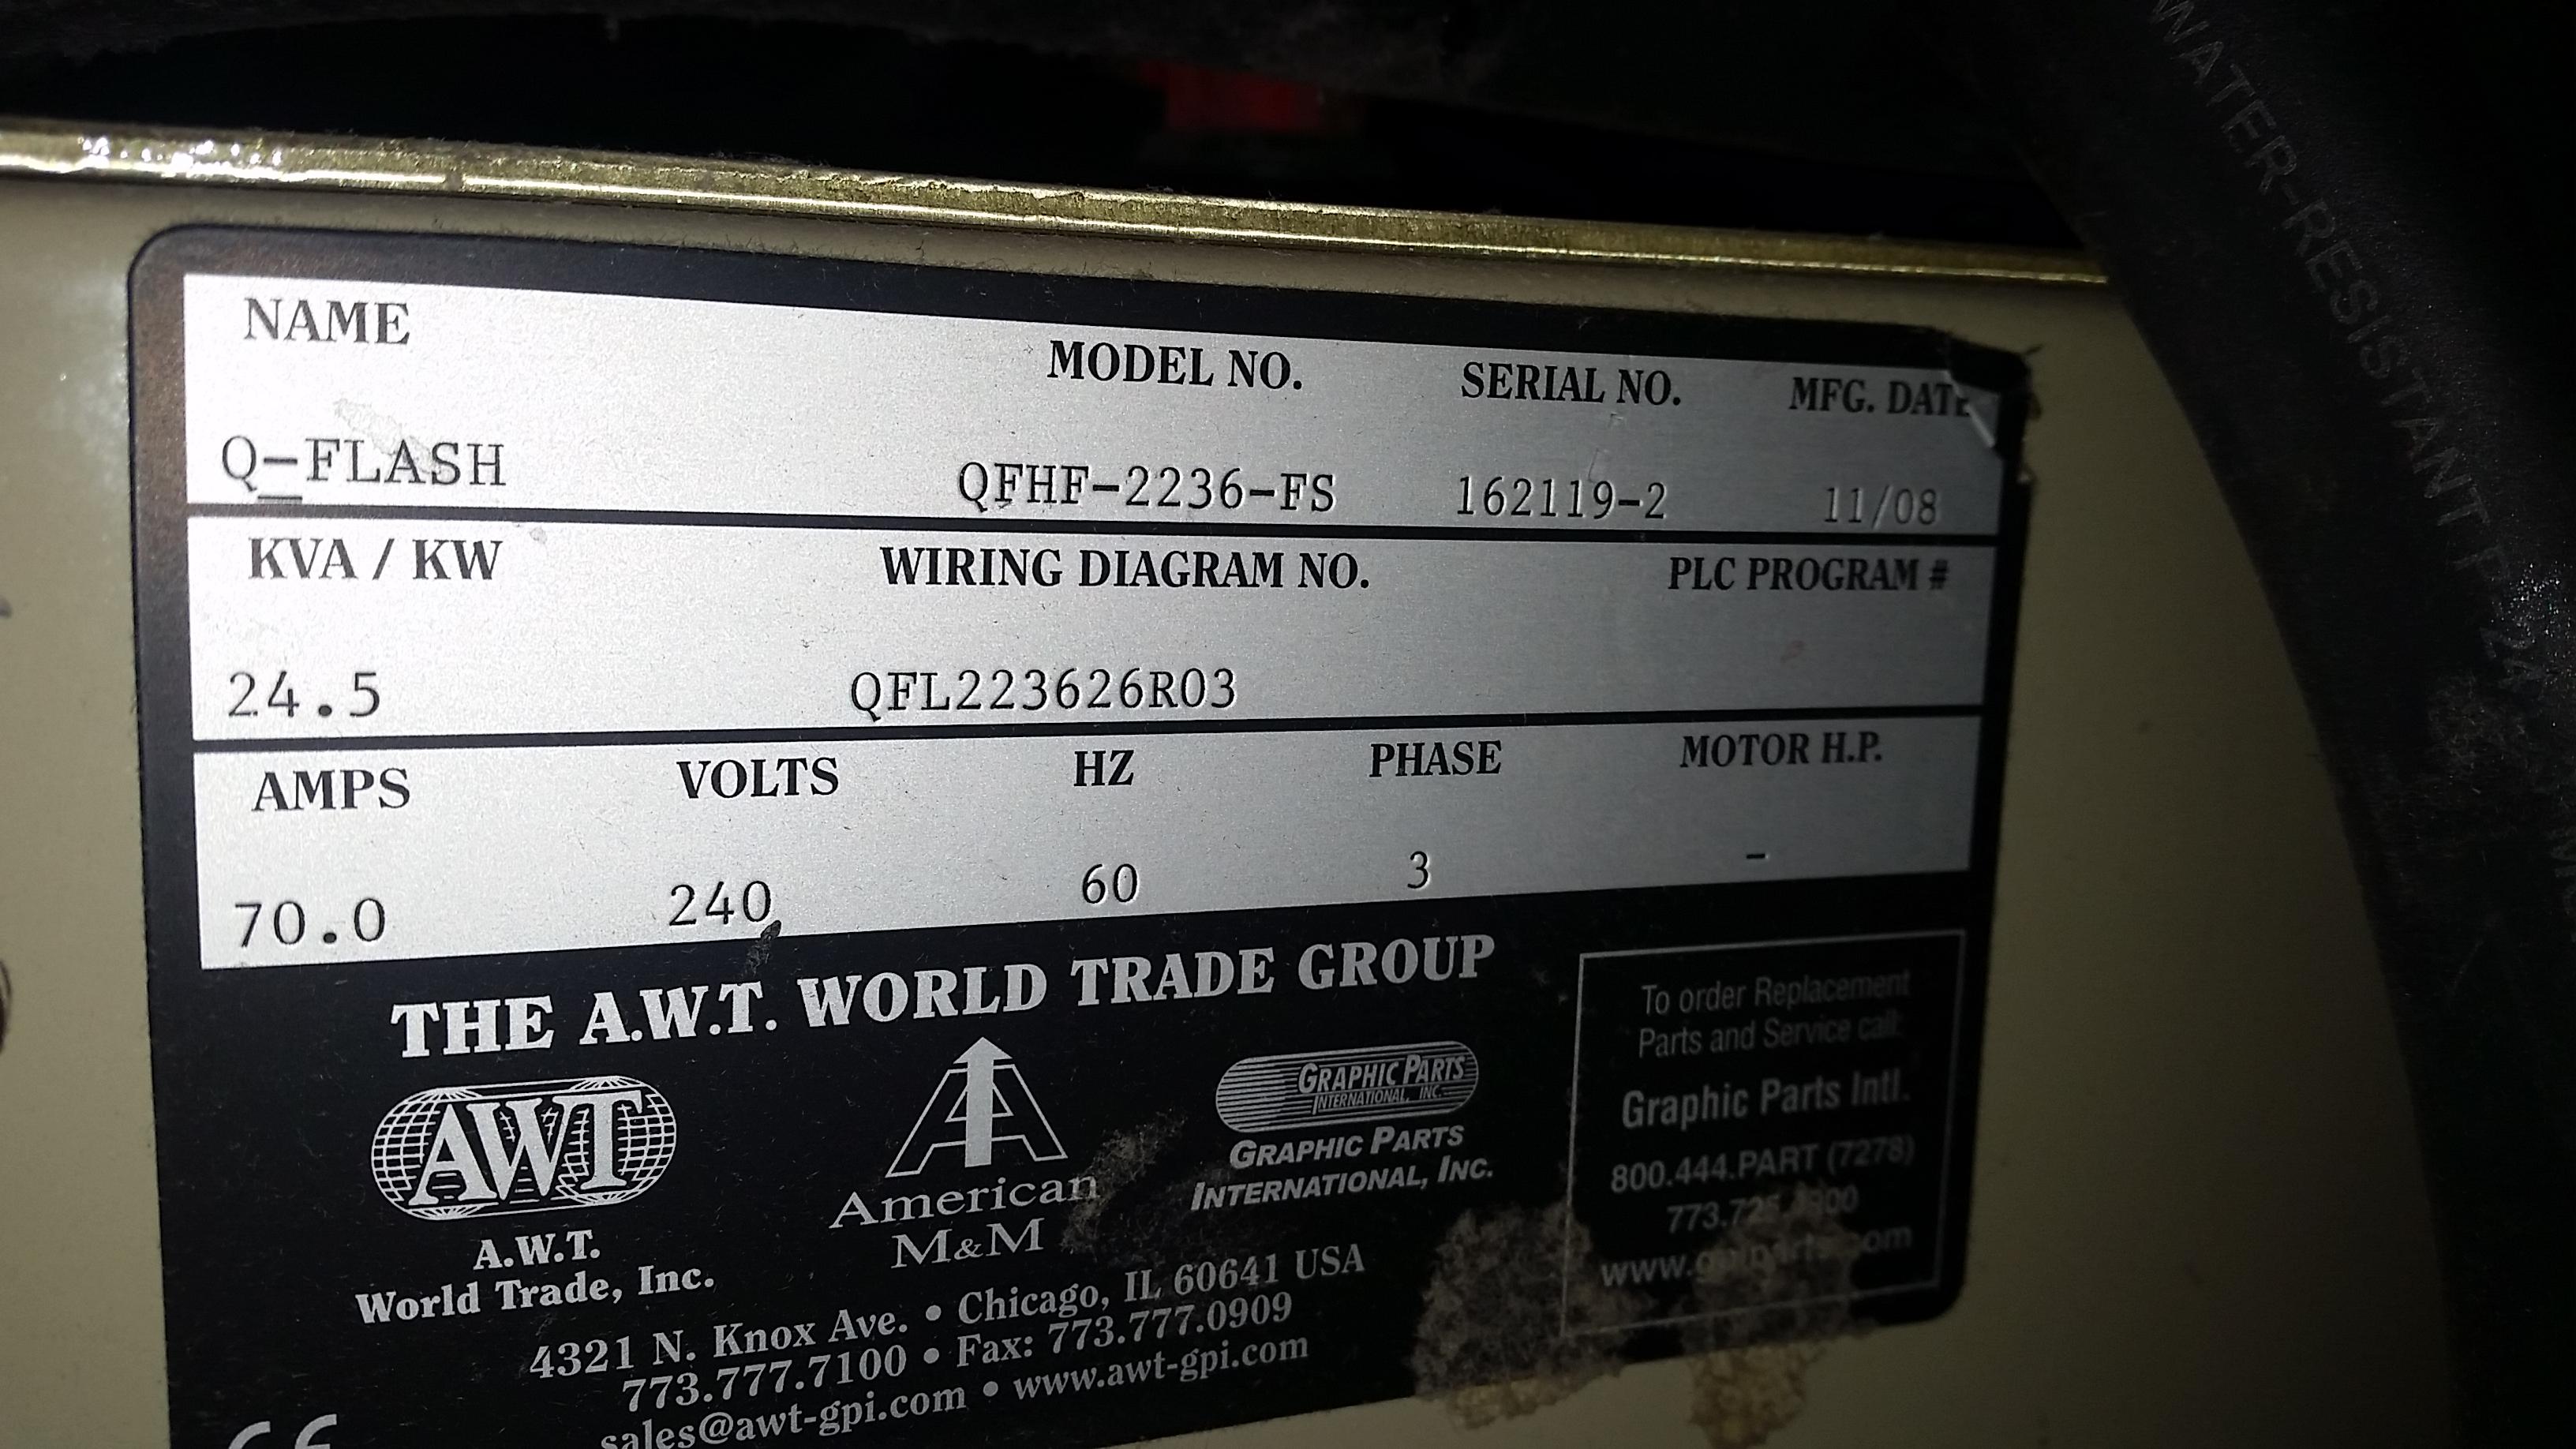 WATER-RESISTANT
NAME MODEL NO. SERIAL NO. MFG. DATE
Q-FLASH QFHF-2236-FS 162119-2 11/08
KVA / KW WIRING DIAGRAM NO. PLC PROGRAM #
24.5 QFL223626R03
AMPS VOLTS HZ PHASE MOTOR H.P.
70.0 240 60 3 -
THE A.W.T. WORLD TRADE GROUP
AWT
A.W.T.
World Trade, Inc.
American
M&M
GRAPHIC PARTS
INTERNATIONAL, INC.
GRAPHIC PARTS
INTERNATIONAL, INC.
4321 N. Knox Ave. • Chicago, IL 60641 USA
773.777.7100 • Fax: 773.777.0909
sales@awt-gpi.com • www.awt-gpi.com
CE
To order Replacement
Parts and Service call:
Graphic Parts Intl.
800.444.PART (7278)